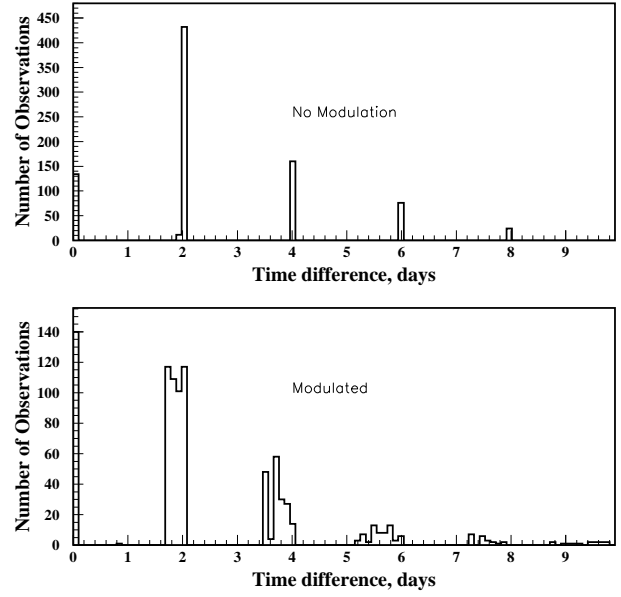 Number of Observations
450
400
350
300
250
200
150
100
50
0
No Modulation
0 1 2 3 4 5 6 7 8 9
Time difference, days
Number of Observations
140
120
100
80
60
40
20
0
Modulated
0 1 2 3 4 5 6 7 8 9
Time difference, days